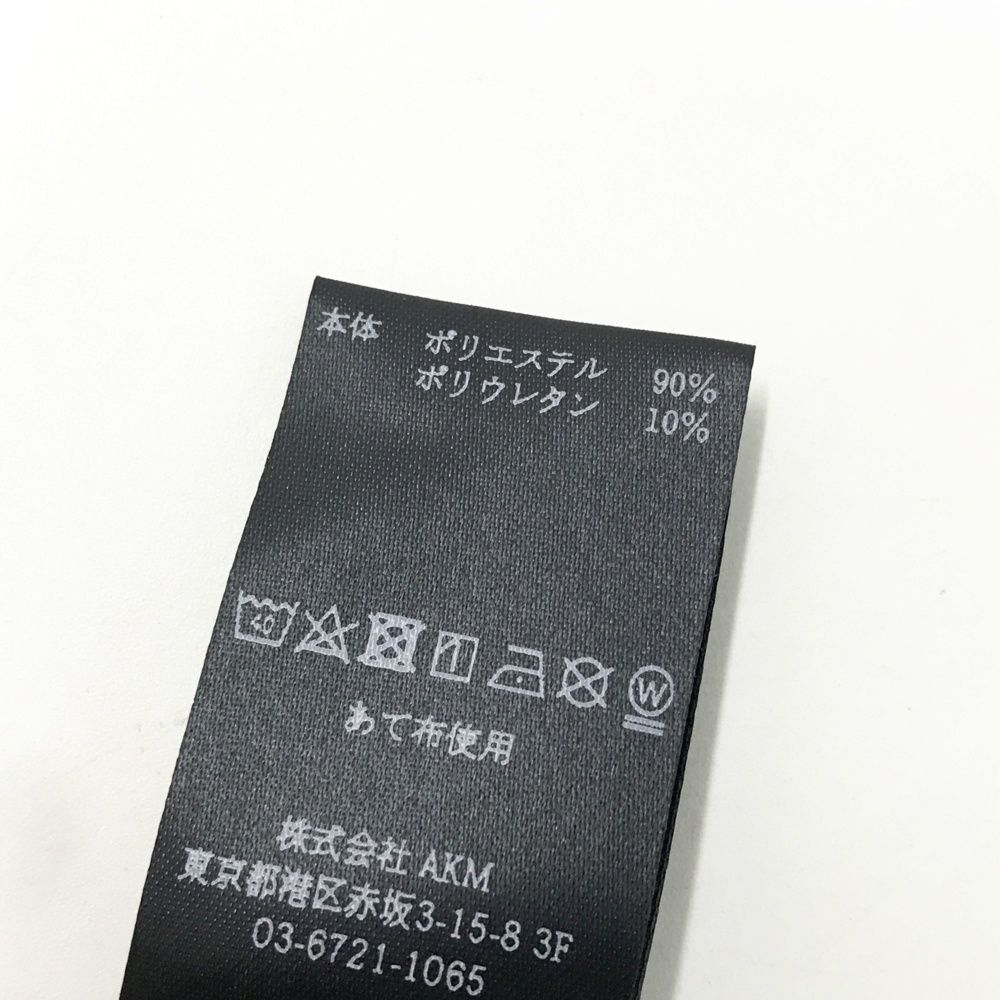 本体 ポリエステル 90%
ポリウレタン 10%
40
W
あて布使用
株式会社 AKM
東京都港区赤坂3-15-8 3F
03-6721-1065